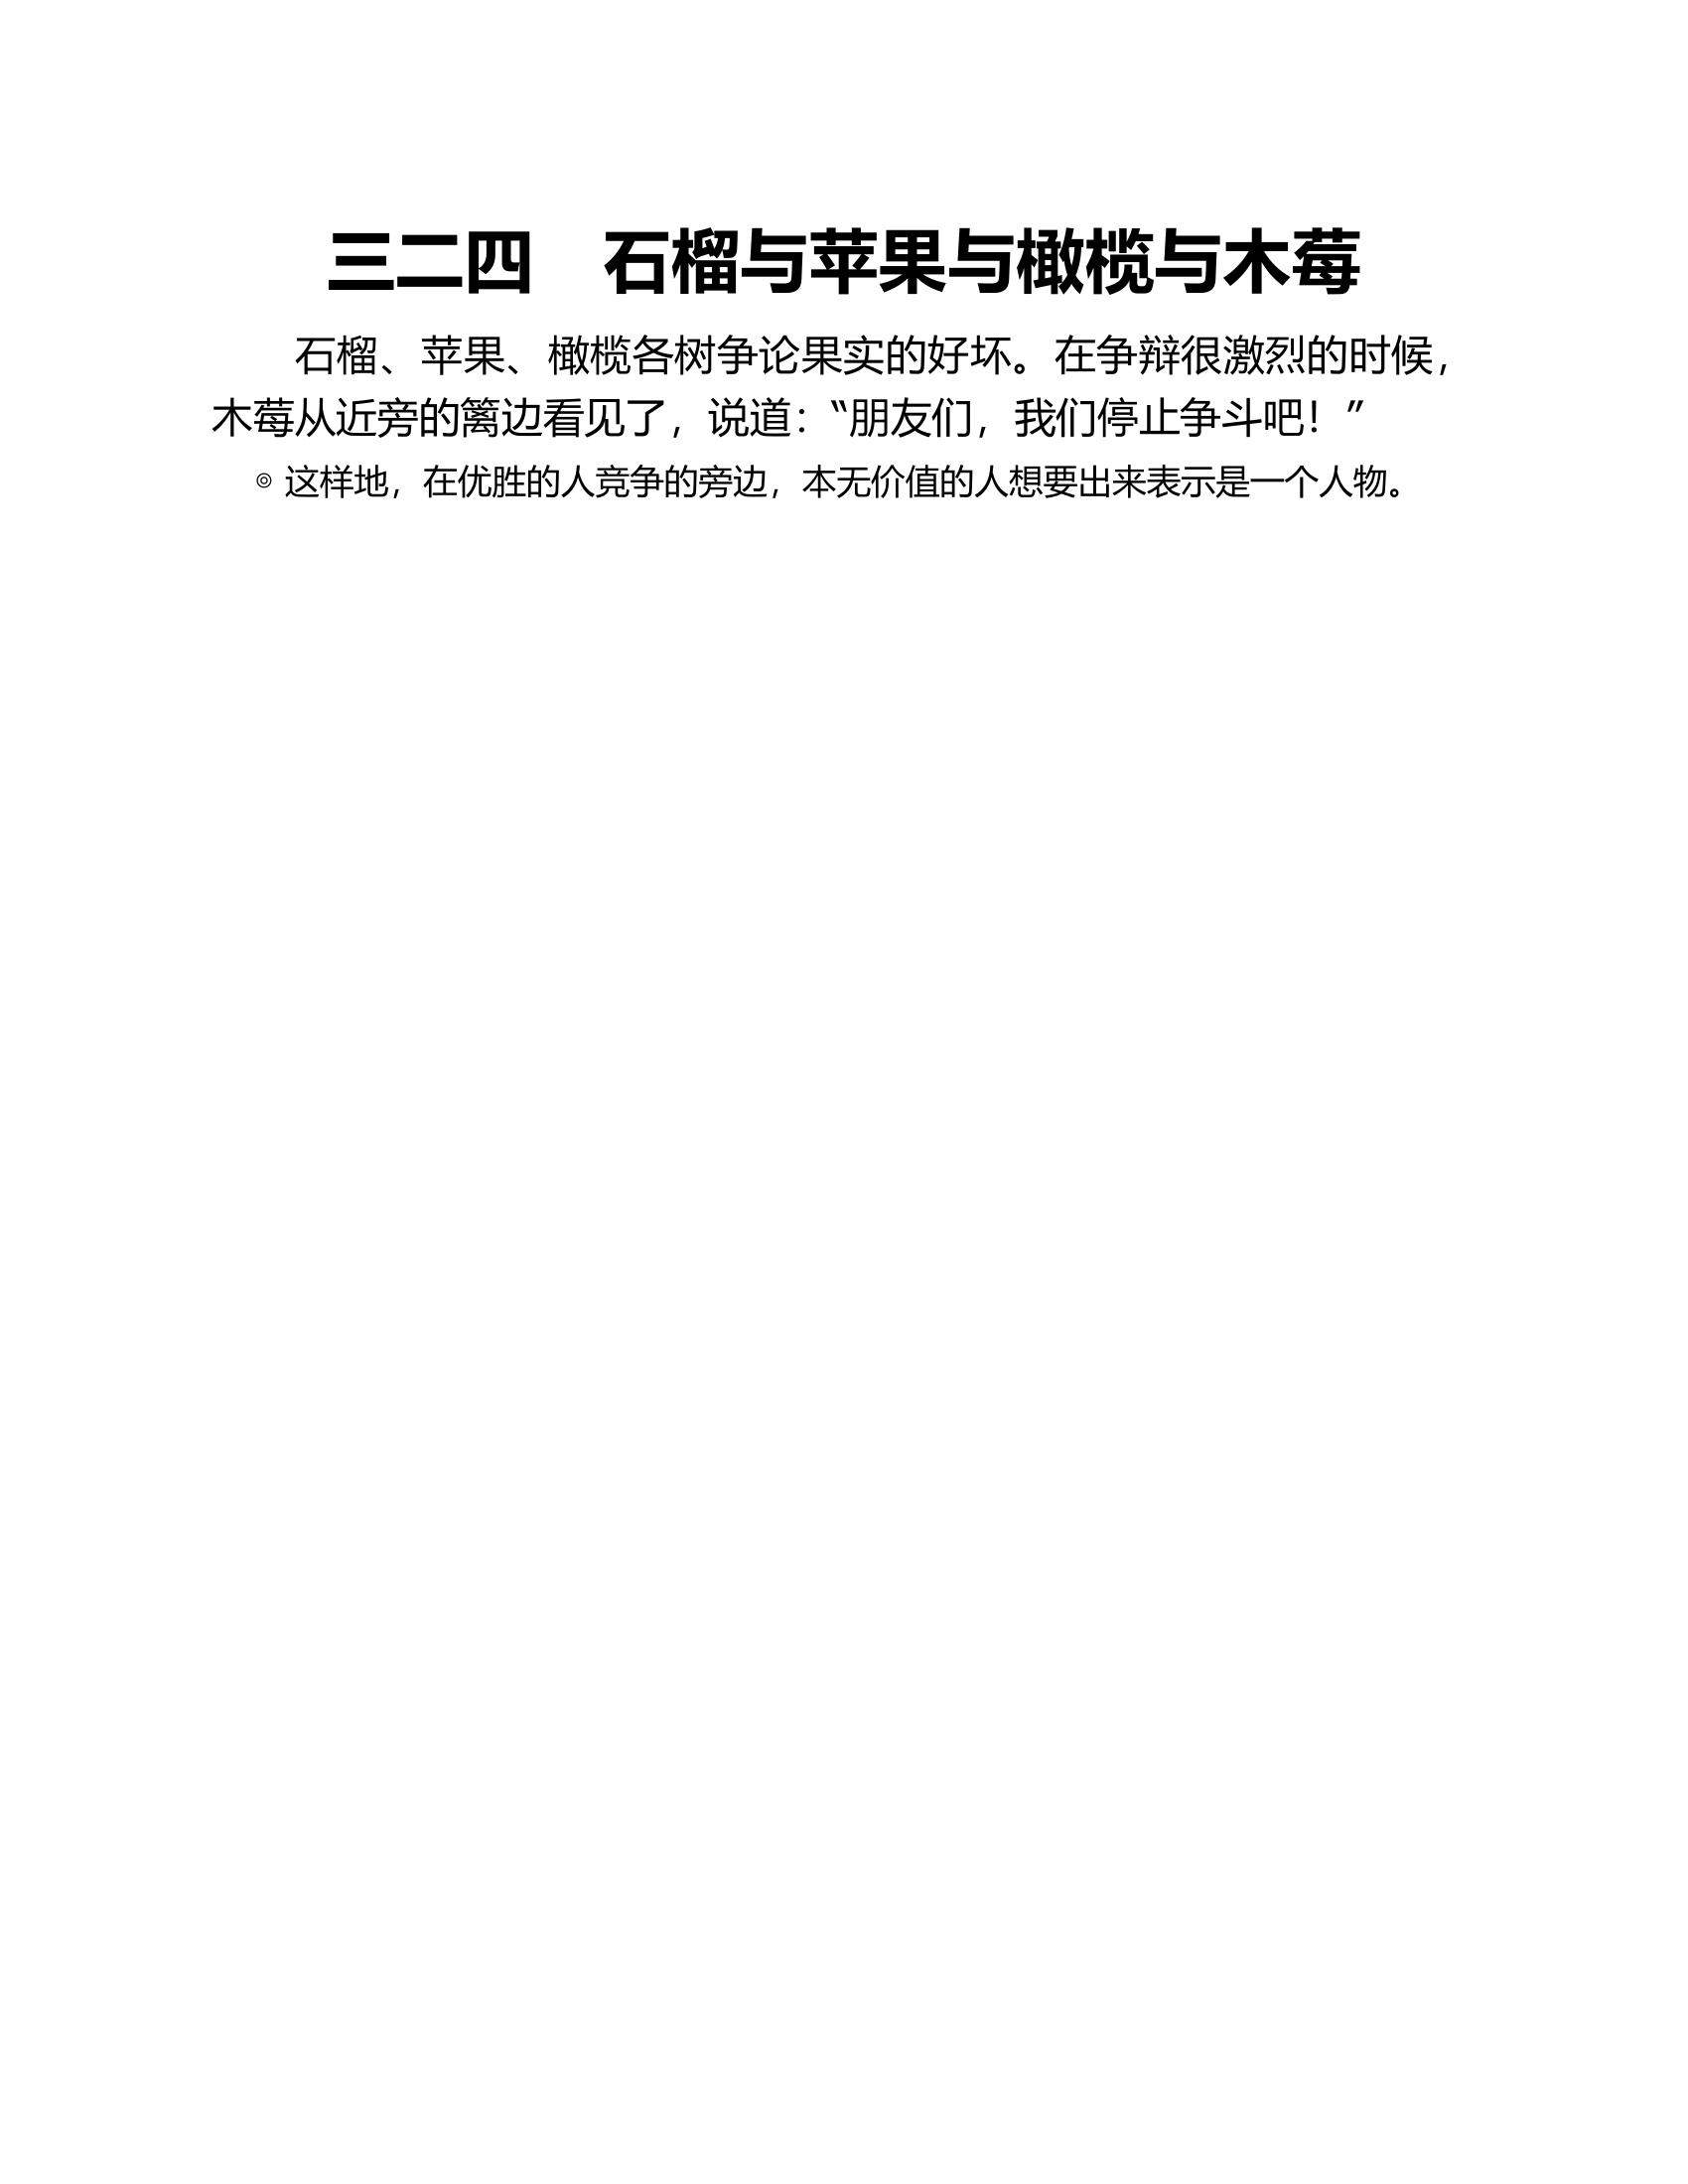 三二四　石榴与苹果与橄榄与木莓
石榴、苹果、橄榄各树争论果实的好坏。在争辩很激烈的时候，
木莓从近旁的篱边看见了，说道：“朋友们，我们停止争斗吧！”
◎ 这样地，在优胜的人竞争的旁边，本无价值的人想要出来表示是一个人物。